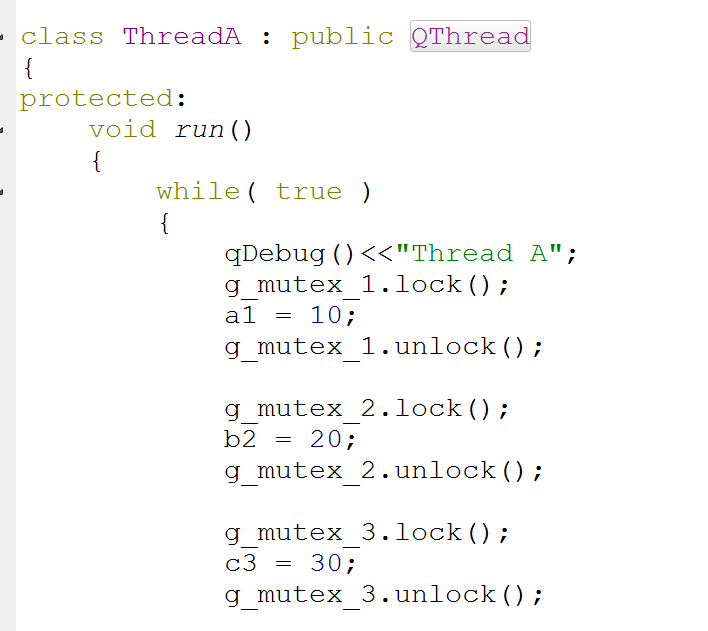 class ThreadA : public QThread
{
protected:
    void run()
    {
        while( true )
        {
            qDebug()<<"Thread A";
            g_mutex_1.lock();
            a1 = 10;
            g_mutex_1.unlock();

            g_mutex_2.lock();
            b2 = 20;
            g_mutex_2.unlock();

            g_mutex_3.lock();
            c3 = 30;
            g_mutex_3.unlock();